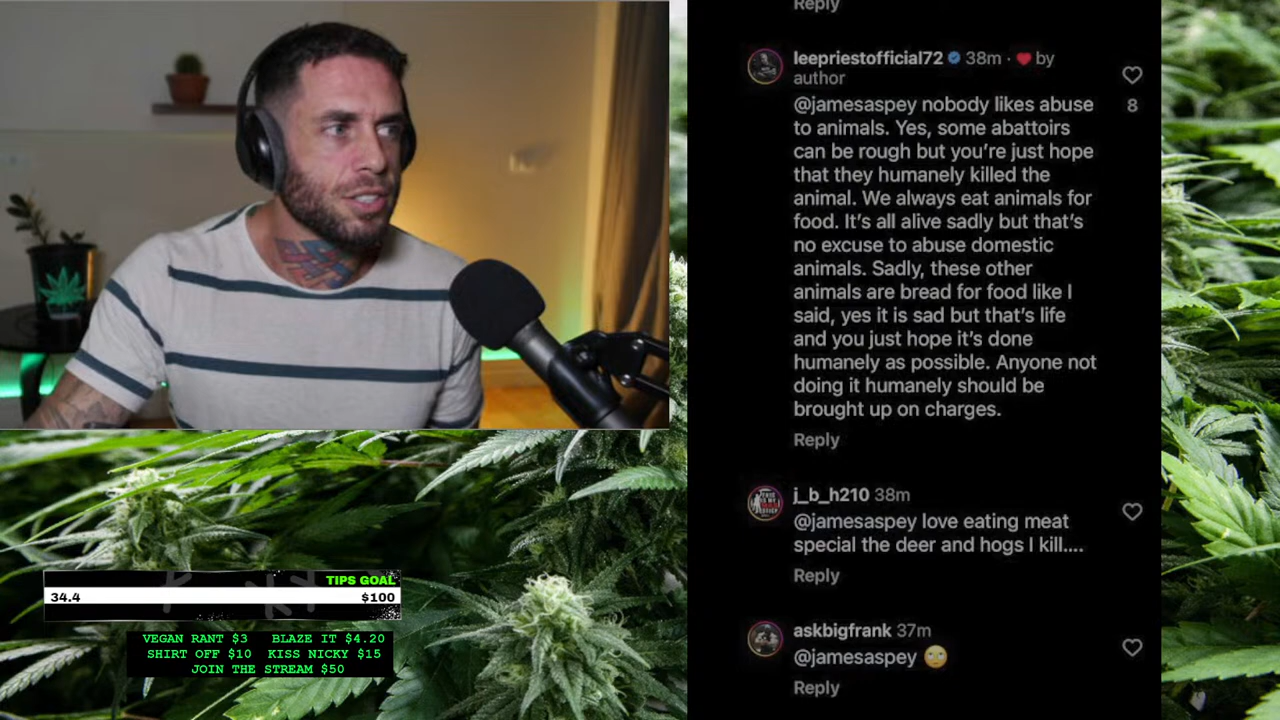 Reply
leepriestofficial72 38m · ❤️ by
author
@jamesaspey nobody likes abuse
to animals. Yes, some abattoirs
can be rough but you're just hope
that they humanely killed the
animal. We always eat animals for
food. It's all alive sadly but that's
no excuse to abuse domestic
animals. Sadly, these other
animals are bread for food like I
said, yes it is sad but that's life
and you just hope it's done
humanely as possible. Anyone not
doing it humanely should be
brought up on charges.
8
Reply
j_b_h210 38m
@jamesaspey love eating meat
special the deer and hogs I kill....
Reply
askbigfrank 37m
@jamesaspey 🙄
Reply
TIPS GOAL
34.4 $100
VEGAN RANT $3 BLAZE IT $4.20
SHIRT OFF $10 KISS NICKY $15
JOIN THE STREAM $50